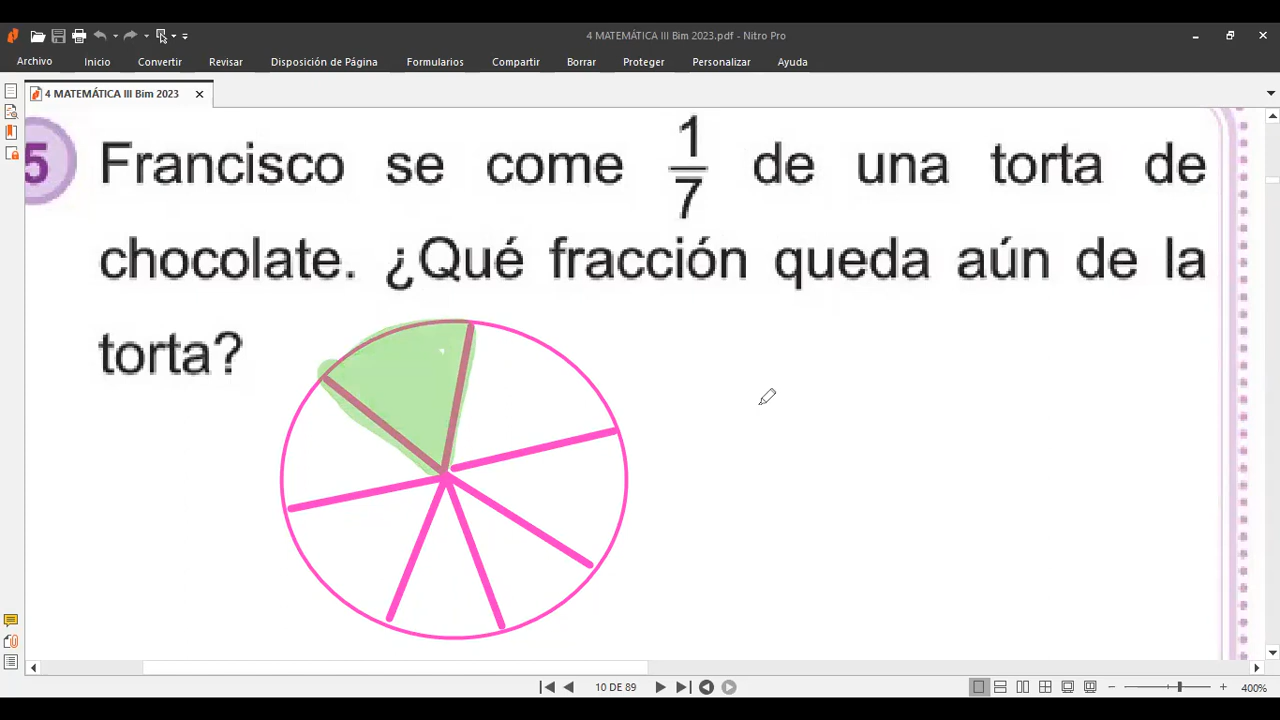 4 MATEMÁTICA III Bim 2023.pdf - Nitro Pro
Archivo Inicio Convertir Revisar Disposición de Página Formularios Compartir Borrar Proteger Personalizar Ayuda
4 MATEMÁTICA III Bim 2023
5 Francisco se come 1/7 de una torta de
chocolate. ¿Qué fracción queda aún de la
torta?
10 DE 89
400%